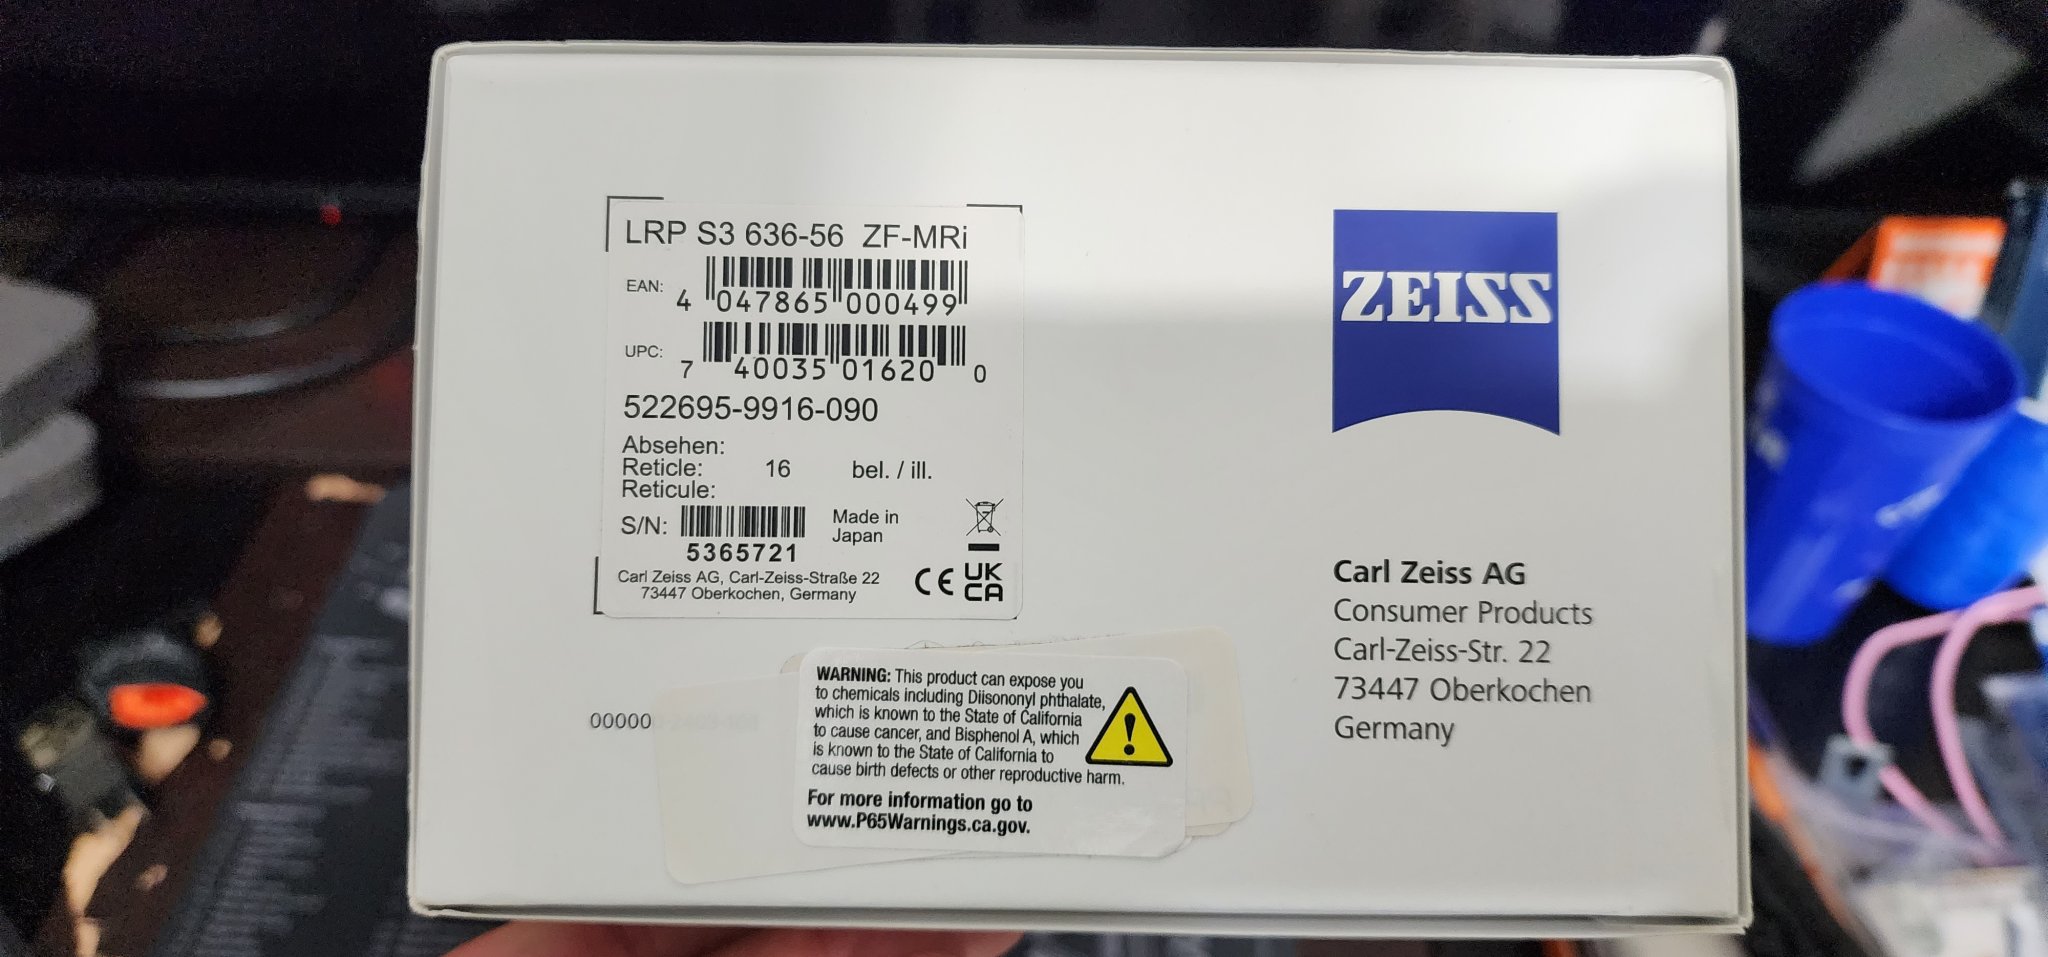 LRP S3 636-56 ZF-MRi
EAN: 4 047865 000499
UPC: 7 40035 01620 0
522695-9916-090
Absehen:
Reticle: 16 bel. / ill.
Reticule:
S/N: 5365721
Made in
Japan
CE UK
CA
Carl Zeiss AG, Carl-Zeiss-Straße 22
73447 Oberkochen, Germany
ZEISS
Carl Zeiss AG
Consumer Products
Carl-Zeiss-Str. 22
73447 Oberkochen
Germany
00000
WARNING: This product can expose you
to chemicals including Diisononyl phthalate,
which is known to the State of California
to cause cancer, and Bisphenol A, which
is known to the State of California to
cause birth defects or other reproductive harm.
For more information go to
www.P65Warnings.ca.gov.